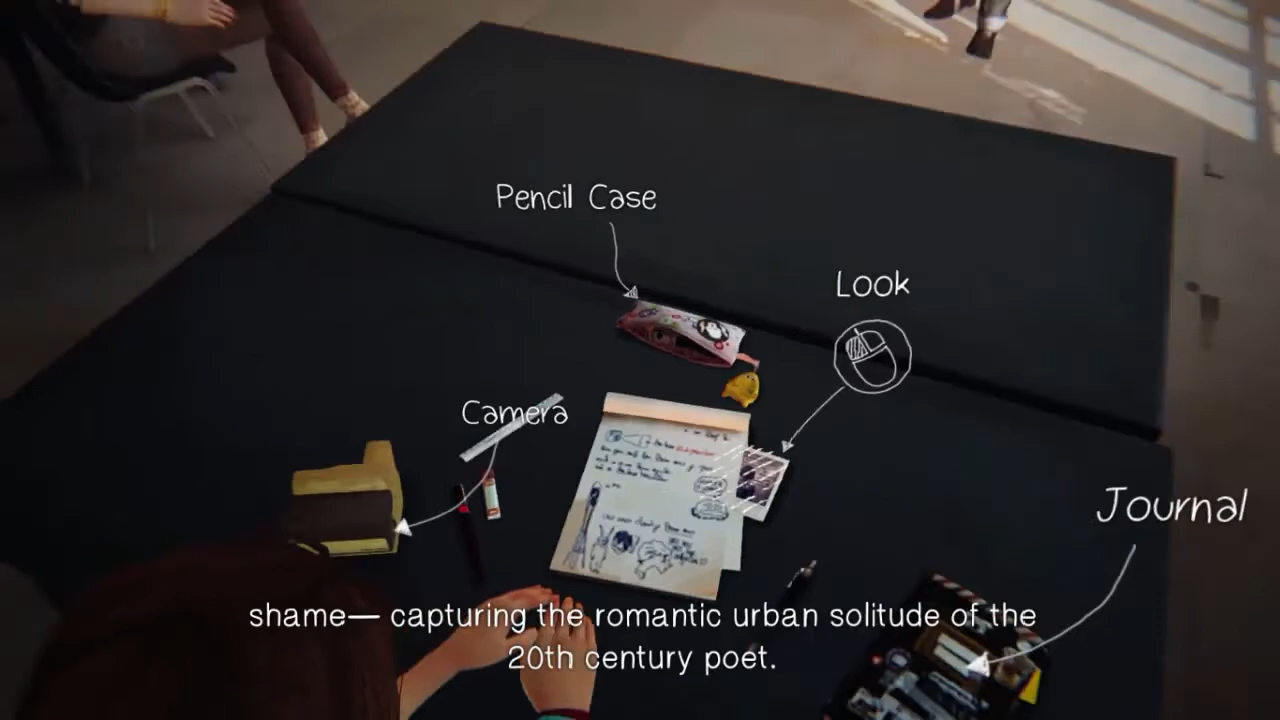 Pencil Case
Look
Camera
Journal
shame— capturing the romantic urban solitude of the
20th century poet.